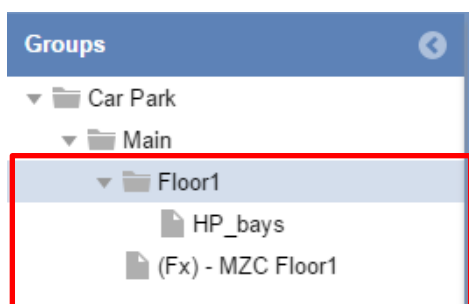 Groups
Car Park
Main
Floor1
HP_bays
(Fx) - MZC Floor1